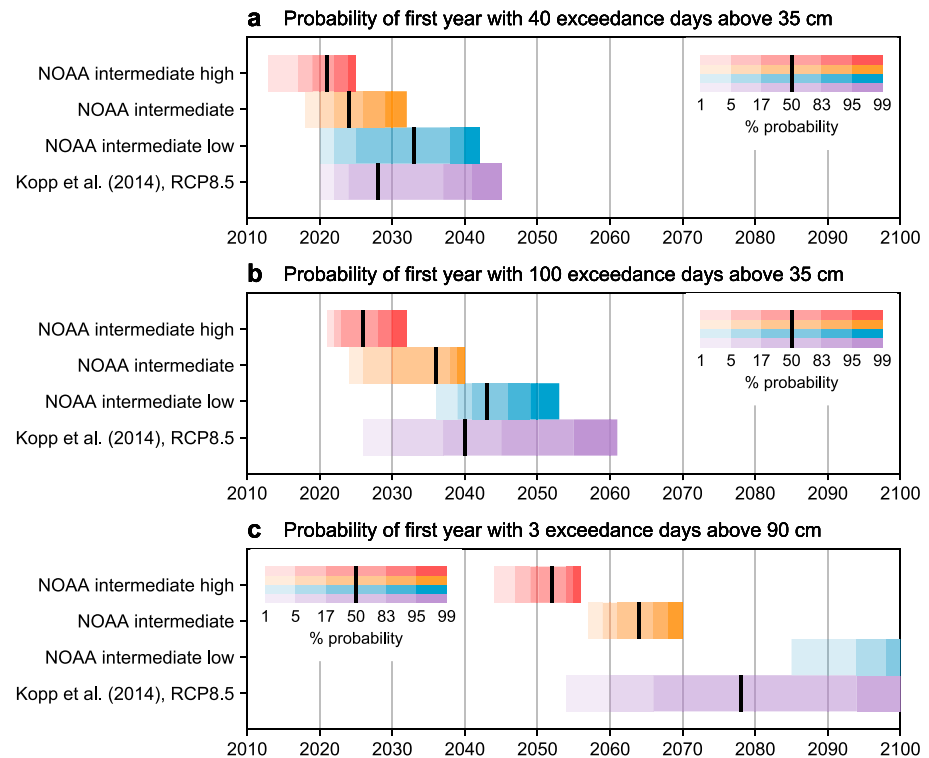 a Probability of first year with 40 exceedance days above 35 cm
NOAA intermediate high
NOAA intermediate
NOAA intermediate low
Kopp et al. (2014), RCP8.5
1 5 17 50 83 95 99
% probability
2010 2020 2030 2040 2050 2060 2070 2080 2090 2100
b Probability of first year with 100 exceedance days above 35 cm
NOAA intermediate high
NOAA intermediate
NOAA intermediate low
Kopp et al. (2014), RCP8.5
1 5 17 50 83 95 99
% probability
2010 2020 2030 2040 2050 2060 2070 2080 2090 2100
c Probability of first year with 3 exceedance days above 90 cm
NOAA intermediate high
NOAA intermediate
NOAA intermediate low
Kopp et al. (2014), RCP8.5
1 5 17 50 83 95 99
% probability
2010 2020 2030 2040 2050 2060 2070 2080 2090 2100